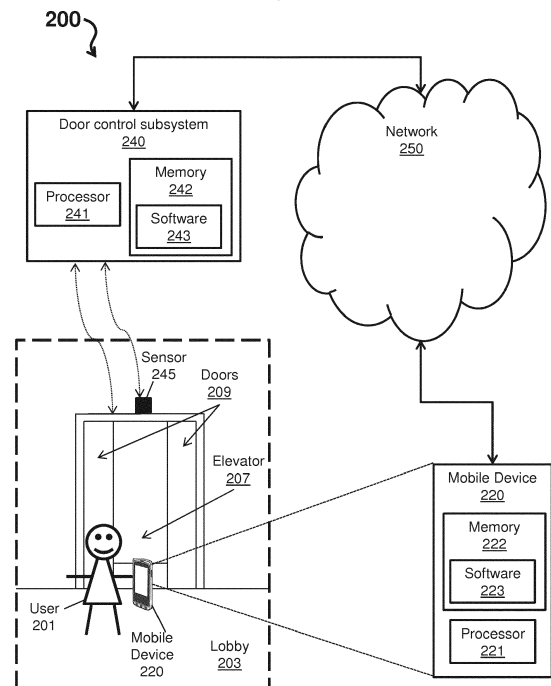 200
Door control subsystem
240
Memory
242
Processor
241
Software
243
Network
250
Sensor
245
Doors
209
Elevator
207
User
201
Mobile
Device
220
Lobby
203
Mobile Device
220
Memory
222
Software
223
Processor
221